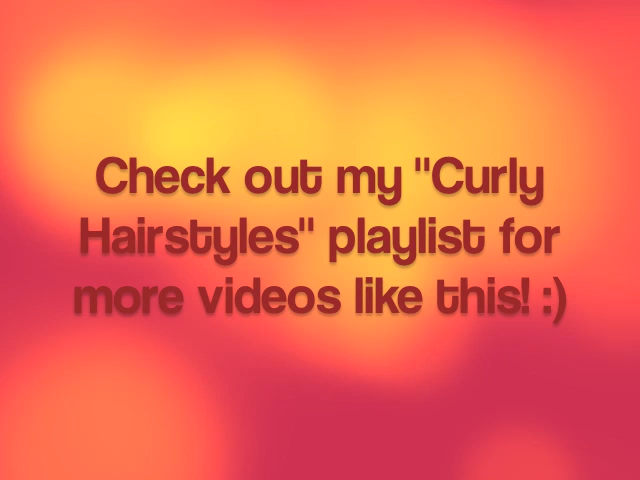 Check out my "Curly
Hairstyles" playlist for
more videos like this! :)